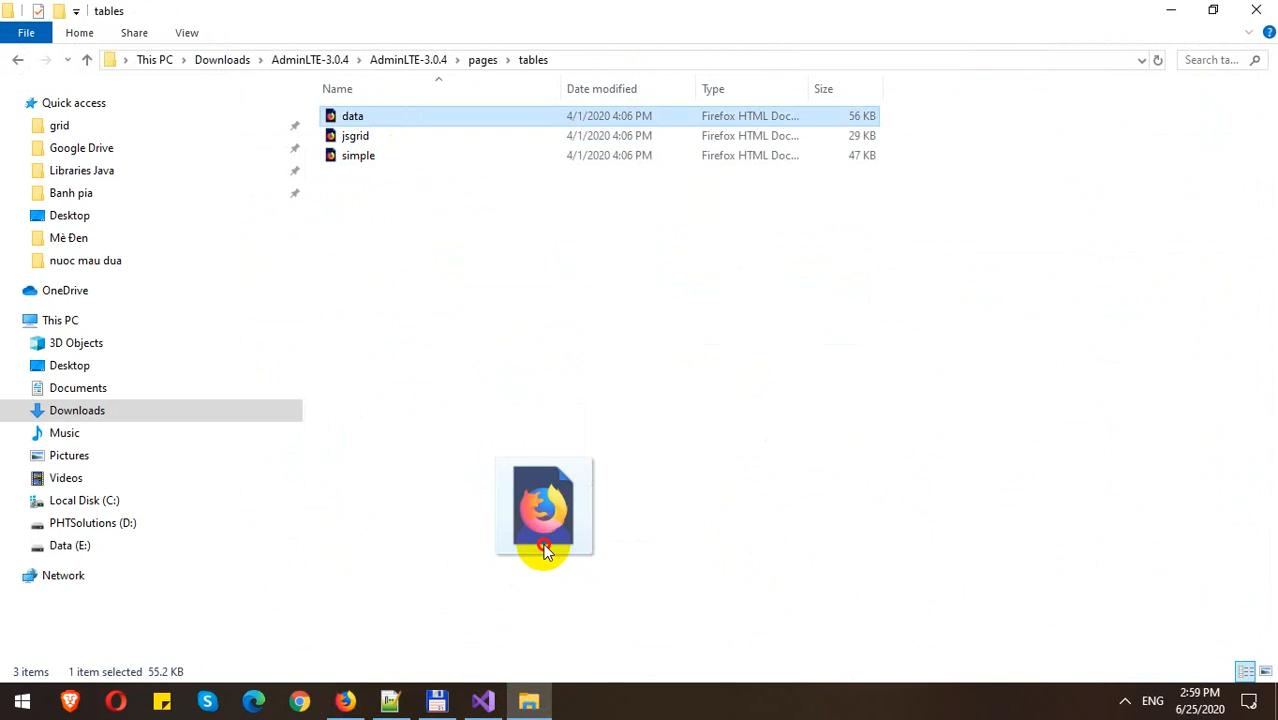 tables
File Home Share View
This PC Downloads AdminLTE-3.0.4 AdminLTE-3.0.4 pages tables Search ta...
Name Date modified Type Size
Quick access
grid
Google Drive
Libraries Java
Banh pia
Desktop
Mè Đen
nuoc mau dua
OneDrive
This PC
3D Objects
Desktop
Documents
Downloads
Music
Pictures
Videos
Local Disk (C:)
PHTSolutions (D:)
Data (E:)
Network
data 4/1/2020 4:06 PM Firefox HTML Doc... 56 KB
jsgrid 4/1/2020 4:06 PM Firefox HTML Doc... 29 KB
simple 4/1/2020 4:06 PM Firefox HTML Doc... 47 KB
3 items 1 item selected 55.2 KB
ENG
2:59 PM
6/25/2020